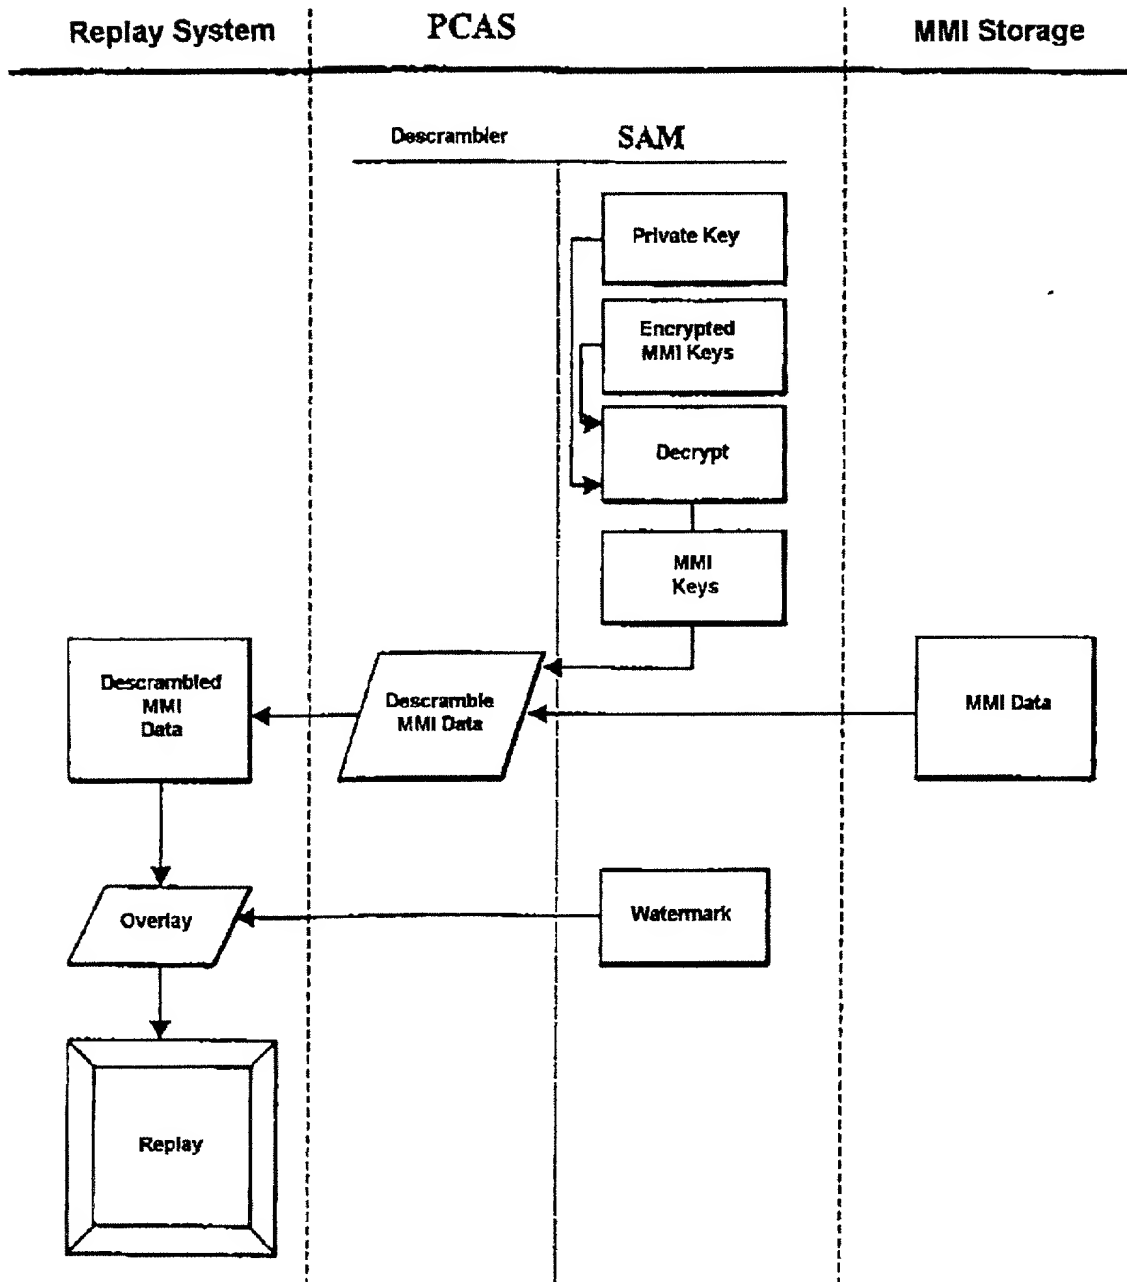 Replay System
PCAS
MMI Storage
Descrambler
SAM
Private Key
Encrypted
MMI Keys
Decrypt
MMI
Keys
Descrambled
MMI
Data
Descramble
MMI Data
MMI Data
Overlay
Watermark
Replay